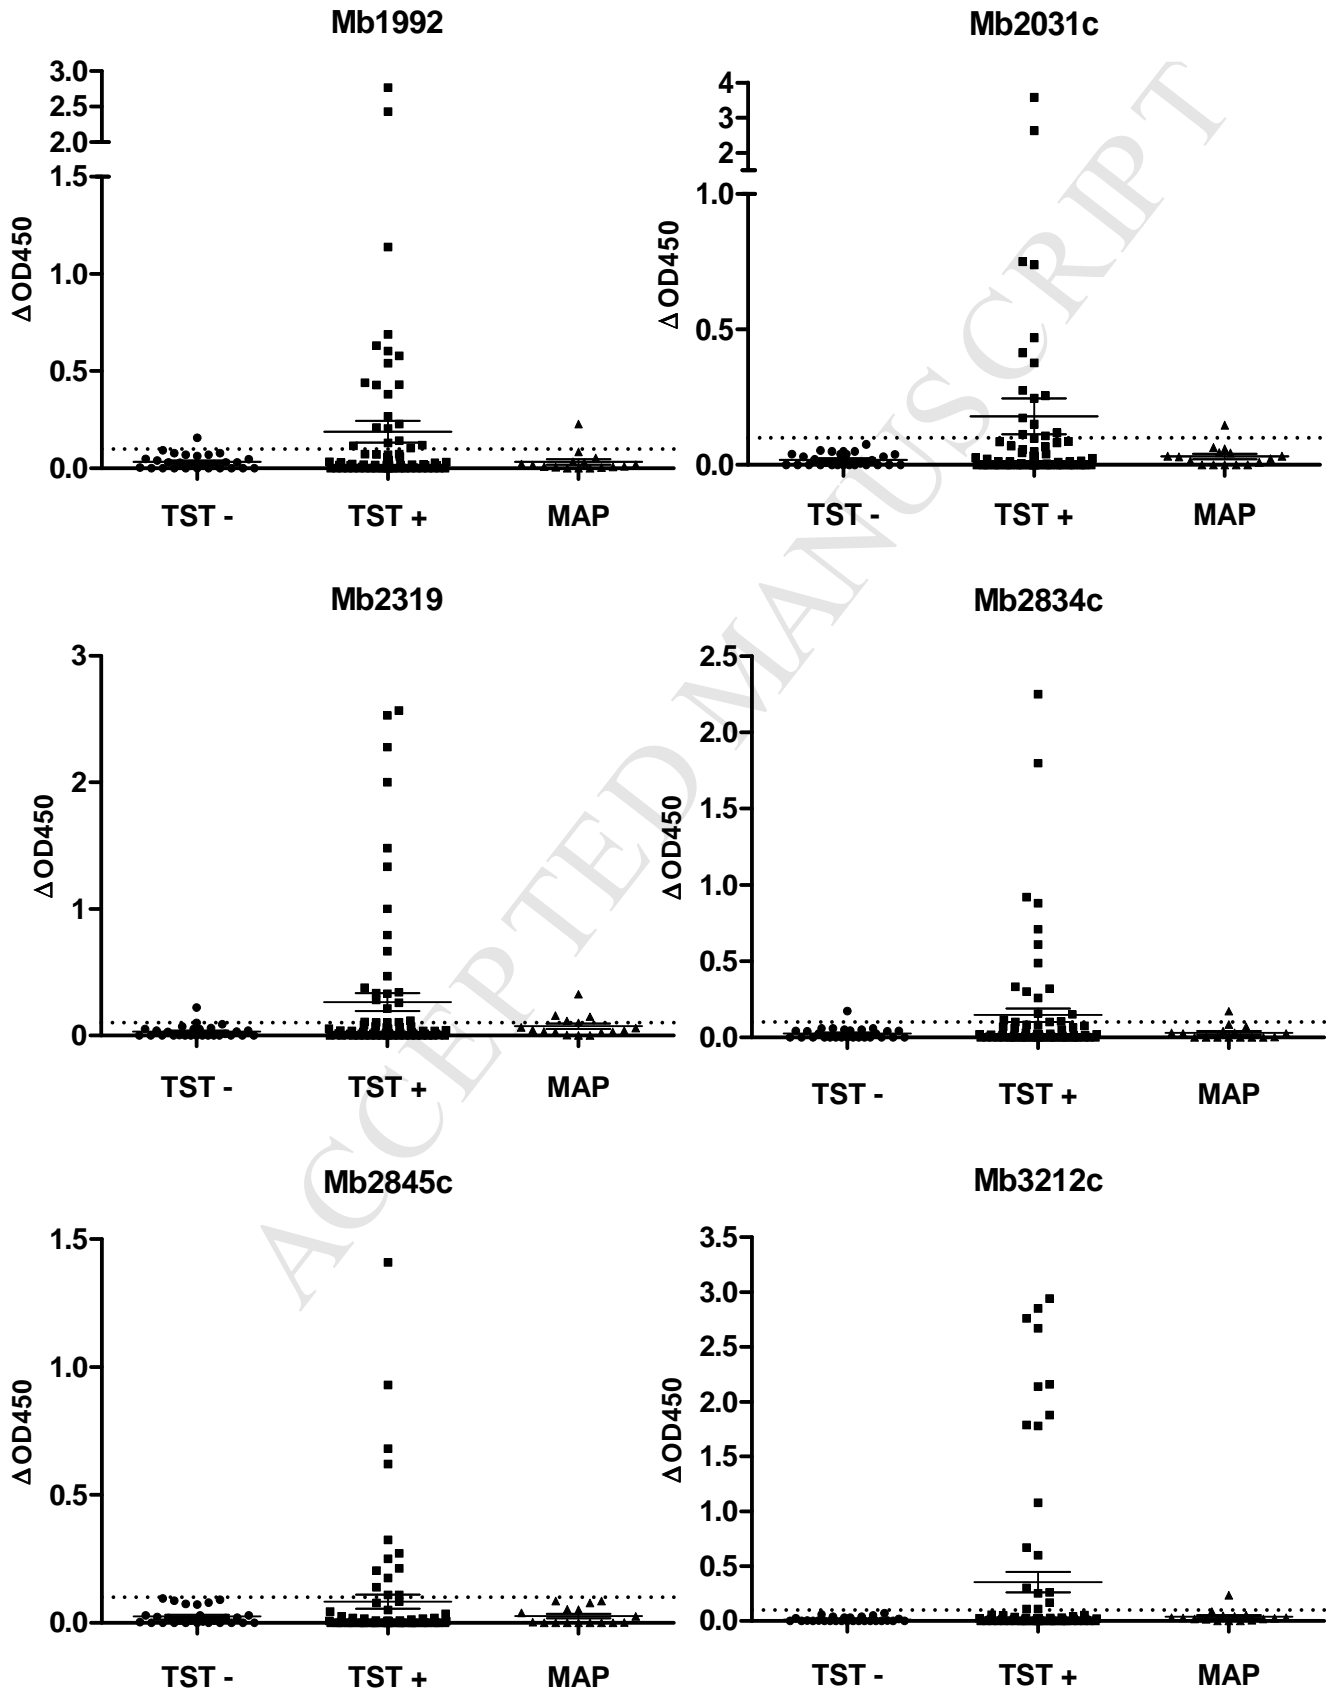 Mb1992
3.0
2.5
2.0
1.5
1.0
0.5
0.0
ΔOD450
TST -
TST +
MAP
Mb2031c
4
3
2
1.0
0.5
0.0
ΔOD450
TST -
TST +
MAP
Mb2319
3
2
1
0
ΔOD450
TST -
TST +
MAP
Mb2834c
2.5
2.0
1.5
1.0
0.5
0.0
ΔOD450
TST -
TST +
MAP
Mb2845c
1.5
1.0
0.5
0.0
ΔOD450
TST -
TST +
MAP
Mb3212c
3.5
3.0
2.5
2.0
1.5
1.0
0.5
0.0
ΔOD450
TST -
TST +
MAP
ACCEPTED MANUSCRIPT